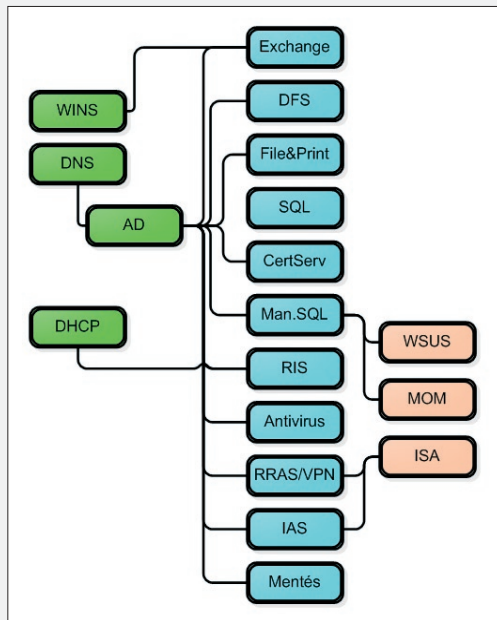 Exchange
WINS
DFS
DNS
File&Print
AD
SQL
CertServ
DHCP
Man.SQL
WSUS
RIS
MOM
Antivirus
ISA
RRAS/VPN
IAS
Mentés